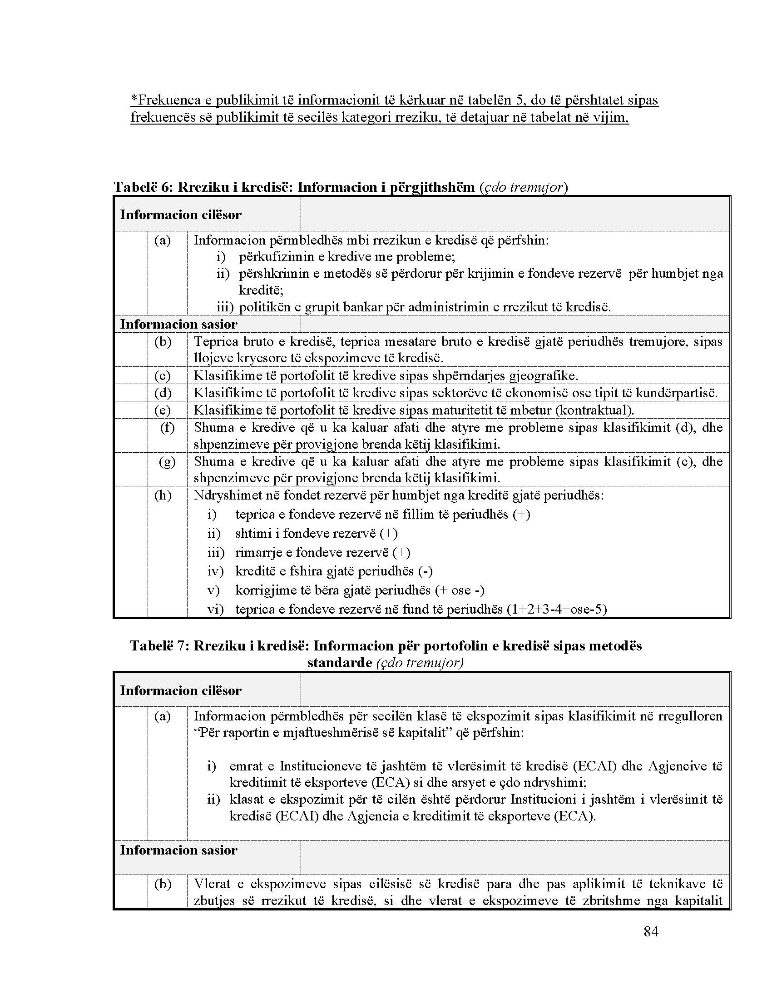 *Frekuenca e publikimit të informacionit të kërkuar në tabelën 5, do të përshtatet sipas
frekuencës së publikimit të secilës kategori rreziku, të detajuar në tabelat në vijim,
Tabelë 6: Rreziku i kredisë: Informacion i përgjithshëm (çdo tremujor)
Informacion cilësor
(a) Informacion përmbledhës mbi rrezikun e kredisë që përfshin:
i) përkufizimin e kredive me probleme;
ii) përshkrimin e metodës së përdorur për krijimin e fondeve rezervë për humbjet nga
kreditë;
iii) politikën e grupit bankar për administrimin e rrezikut të kredisë.
Informacion sasior
(b) Teprica bruto e kredisë, teprica mesatare bruto e kredisë gjatë periudhës tremujore, sipas
llojeve kryesore të ekspozimeve të kredisë.
(c) Klasifikime të portofolit të kredive sipas shpërndarjes gjeografike.
(d) Klasifikime të portofolit të kredive sipas sektorëve të ekonomisë ose tipit të kundërpartisë.
(e) Klasifikime të portofolit të kredive sipas maturitetit të mbetur (kontraktual).
(f) Shuma e kredive që u ka kaluar afati dhe atyre me probleme sipas klasifikimit (d), dhe
shpenzimeve për provigjone brenda këtij klasifikimi.
(g) Shuma e kredive që u ka kaluar afati dhe atyre me probleme sipas klasifikimit (c), dhe
shpenzimeve për provigjone brenda këtij klasifikimi.
(h) Ndryshimet në fondet rezervë për humbjet nga kreditë gjatë periudhës:
i) teprica e fondeve rezervë në fillim të periudhës (+)
ii) shtimi i fondeve rezervë (+)
iii) rimarrje e fondeve rezervë (+)
iv) kreditë e fshira gjatë periudhës (-)
v) korrigjime të bëra gjatë periudhës (+ ose -)
vi) teprica e fondeve rezervë në fund të periudhës (1+2+3-4+ose-5)
Tabelë 7: Rreziku i kredisë: Informacion për portofolin e kredisë sipas metodës
standarde (çdo tremujor)
Informacion cilësor
(a) Informacion përmbledhës për secilën klasë të ekspozimit sipas klasifikimit në rregulloren
“Për raportin e mjaftueshmërisë së kapitalit” që përfshin:
i) emrat e Institucioneve të jashtëm të vlerësimit të kredisë (ECAI) dhe Agjencive të
kreditimit të eksporteve (ECA) si dhe arsyet e çdo ndryshimi;
ii) klasat e ekspozimit për të cilën është përdorur Institucioni i jashtëm i vlerësimit të
kredisë (ECAI) dhe Agjencia e kreditimit të eksporteve (ECA).
Informacion sasior
(b) Vlerat e ekspozimeve sipas cilësisë së kredisë para dhe pas aplikimit të teknikave të
zbutjes së rrezikut të kredisë, si dhe vlerat e ekspozimeve të zbritshme nga kapitalit
84